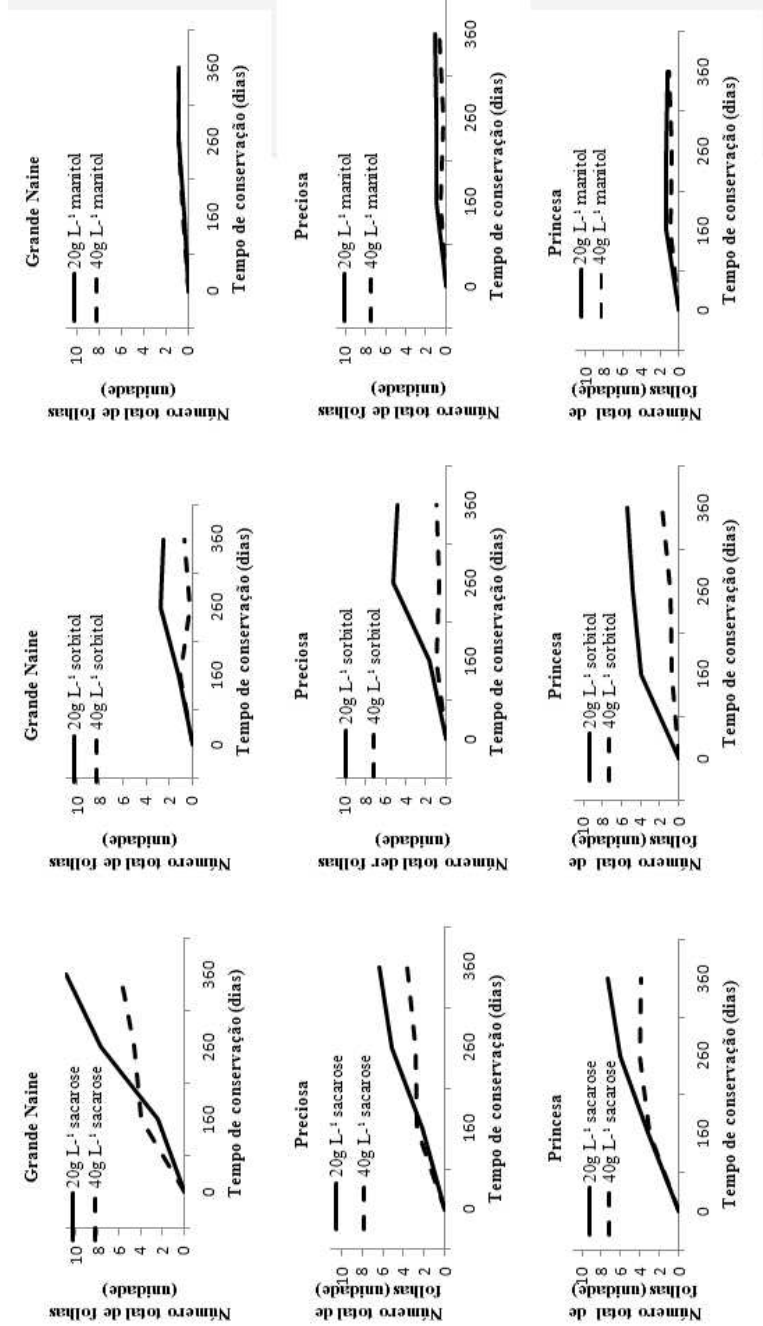 Grande Naine
Número total de folhas
(unidade)
10
8
6
4
2
0
20g L-¹ sacarose
40g L-¹ sacarose
0 160 260 360
Tempo de conservação (dias)
Grande Naine
Número total de folhas
(unidade)
10
8
6
4
2
0
20g L-¹ sorbitol
40g L-¹ sorbitol
0 160 260 360
Tempo de conservação (dias)
Grande Naine
Número total de folhas
(unidade)
10
8
6
4
2
0
20g L-¹ manitol
40g L-¹ manitol
0 160 260 360
Tempo de conservação (dias)
Preciosa
Número total de
folhas (unidade)
10
8
6
4
2
0
20g L-¹ sacarose
40g L-¹ sacarose
0 160 260 360
Tempo de conservação (dias)
Preciosa
Número total der folhas
(unidade)
10
8
6
4
2
0
20g L-¹ sorbitol
40g L-¹ sorbitol
0 160 260 360
Tempo de conservação (dias)
Preciosa
Número total de folhas
(unidade)
10
8
6
4
2
0
20g L-¹ manitol
40g L-¹ manitol
0 160 260 360
Tempo de conservação (dias)
Princesa
Número total de
folhas (unidade)
10
8
6
4
2
0
20g L-¹ sacarose
40g L-¹ sacarose
0 160 260 360
Tempo de conservação (dias)
Princesa
Número total de
folhas (unidade)
10
8
6
4
2
0
20g L-¹ sorbitol
40g L-¹ sorbitol
0 160 260 360
Tempo de conservação (dias)
Princesa
Número total de
folhas (unidade)
10
8
6
4
2
0
20g L-¹ manitol
40g L-¹ manitol
0 160 260 360
Tempo de conservação (dias)